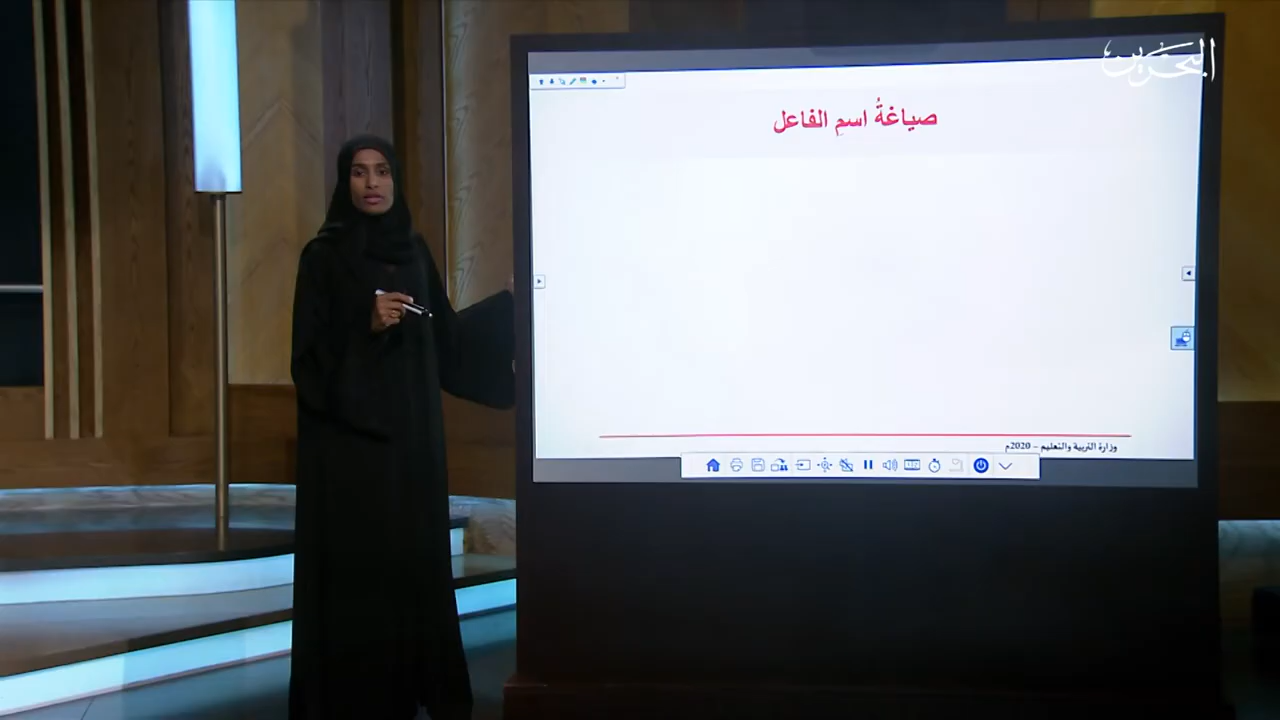 البحرين
صياغةُ اسمِ الفاعل
وزارة التربية والتعليم – 2020م